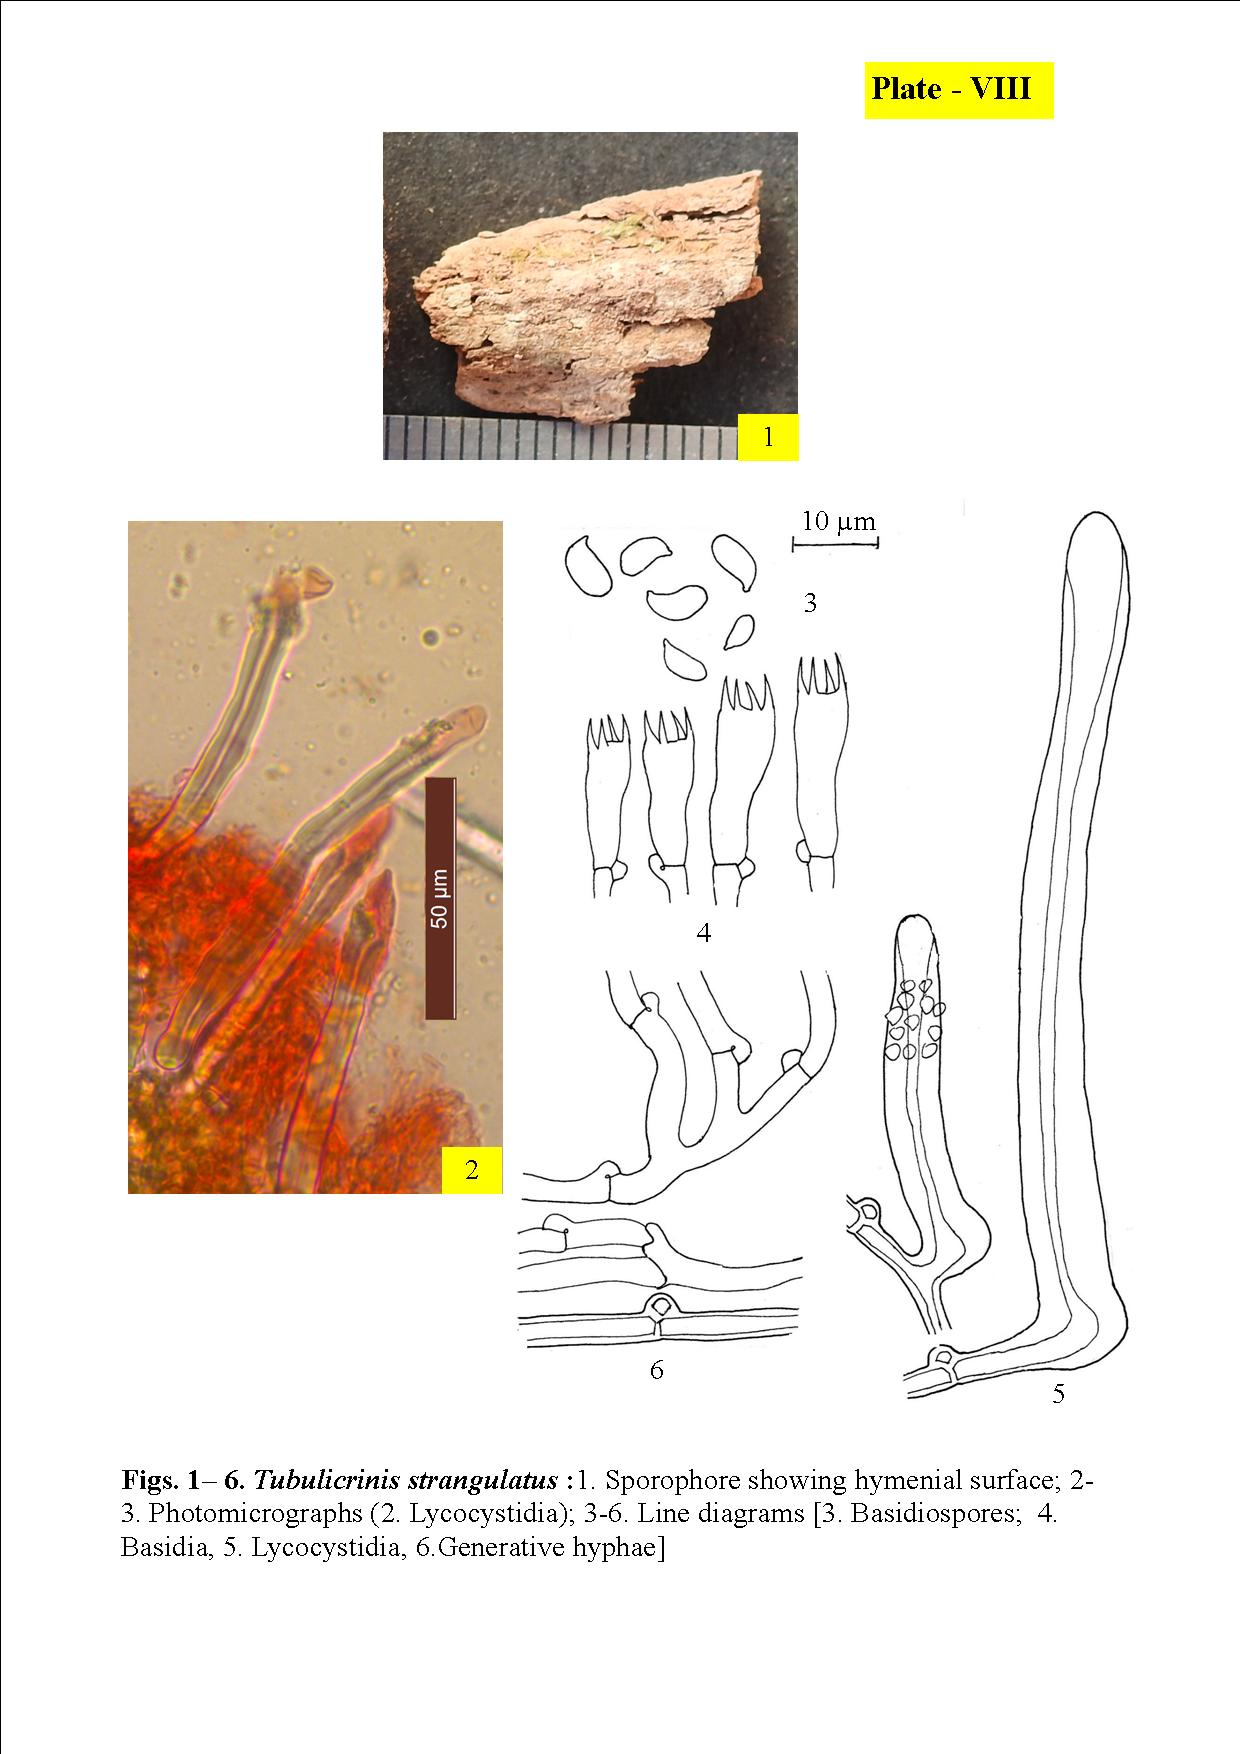 Plate - VIII
1
10 µm
3
50 µm
4
2
6
5
Figs. 1– 6. Tubulicrinis strangulatus :1. Sporophore showing hymenial surface; 2-
3. Photomicrographs (2. Lycocystidia); 3-6. Line diagrams [3. Basidiospores; 4.
Basidia, 5. Lycocystidia, 6.Generative hyphae]